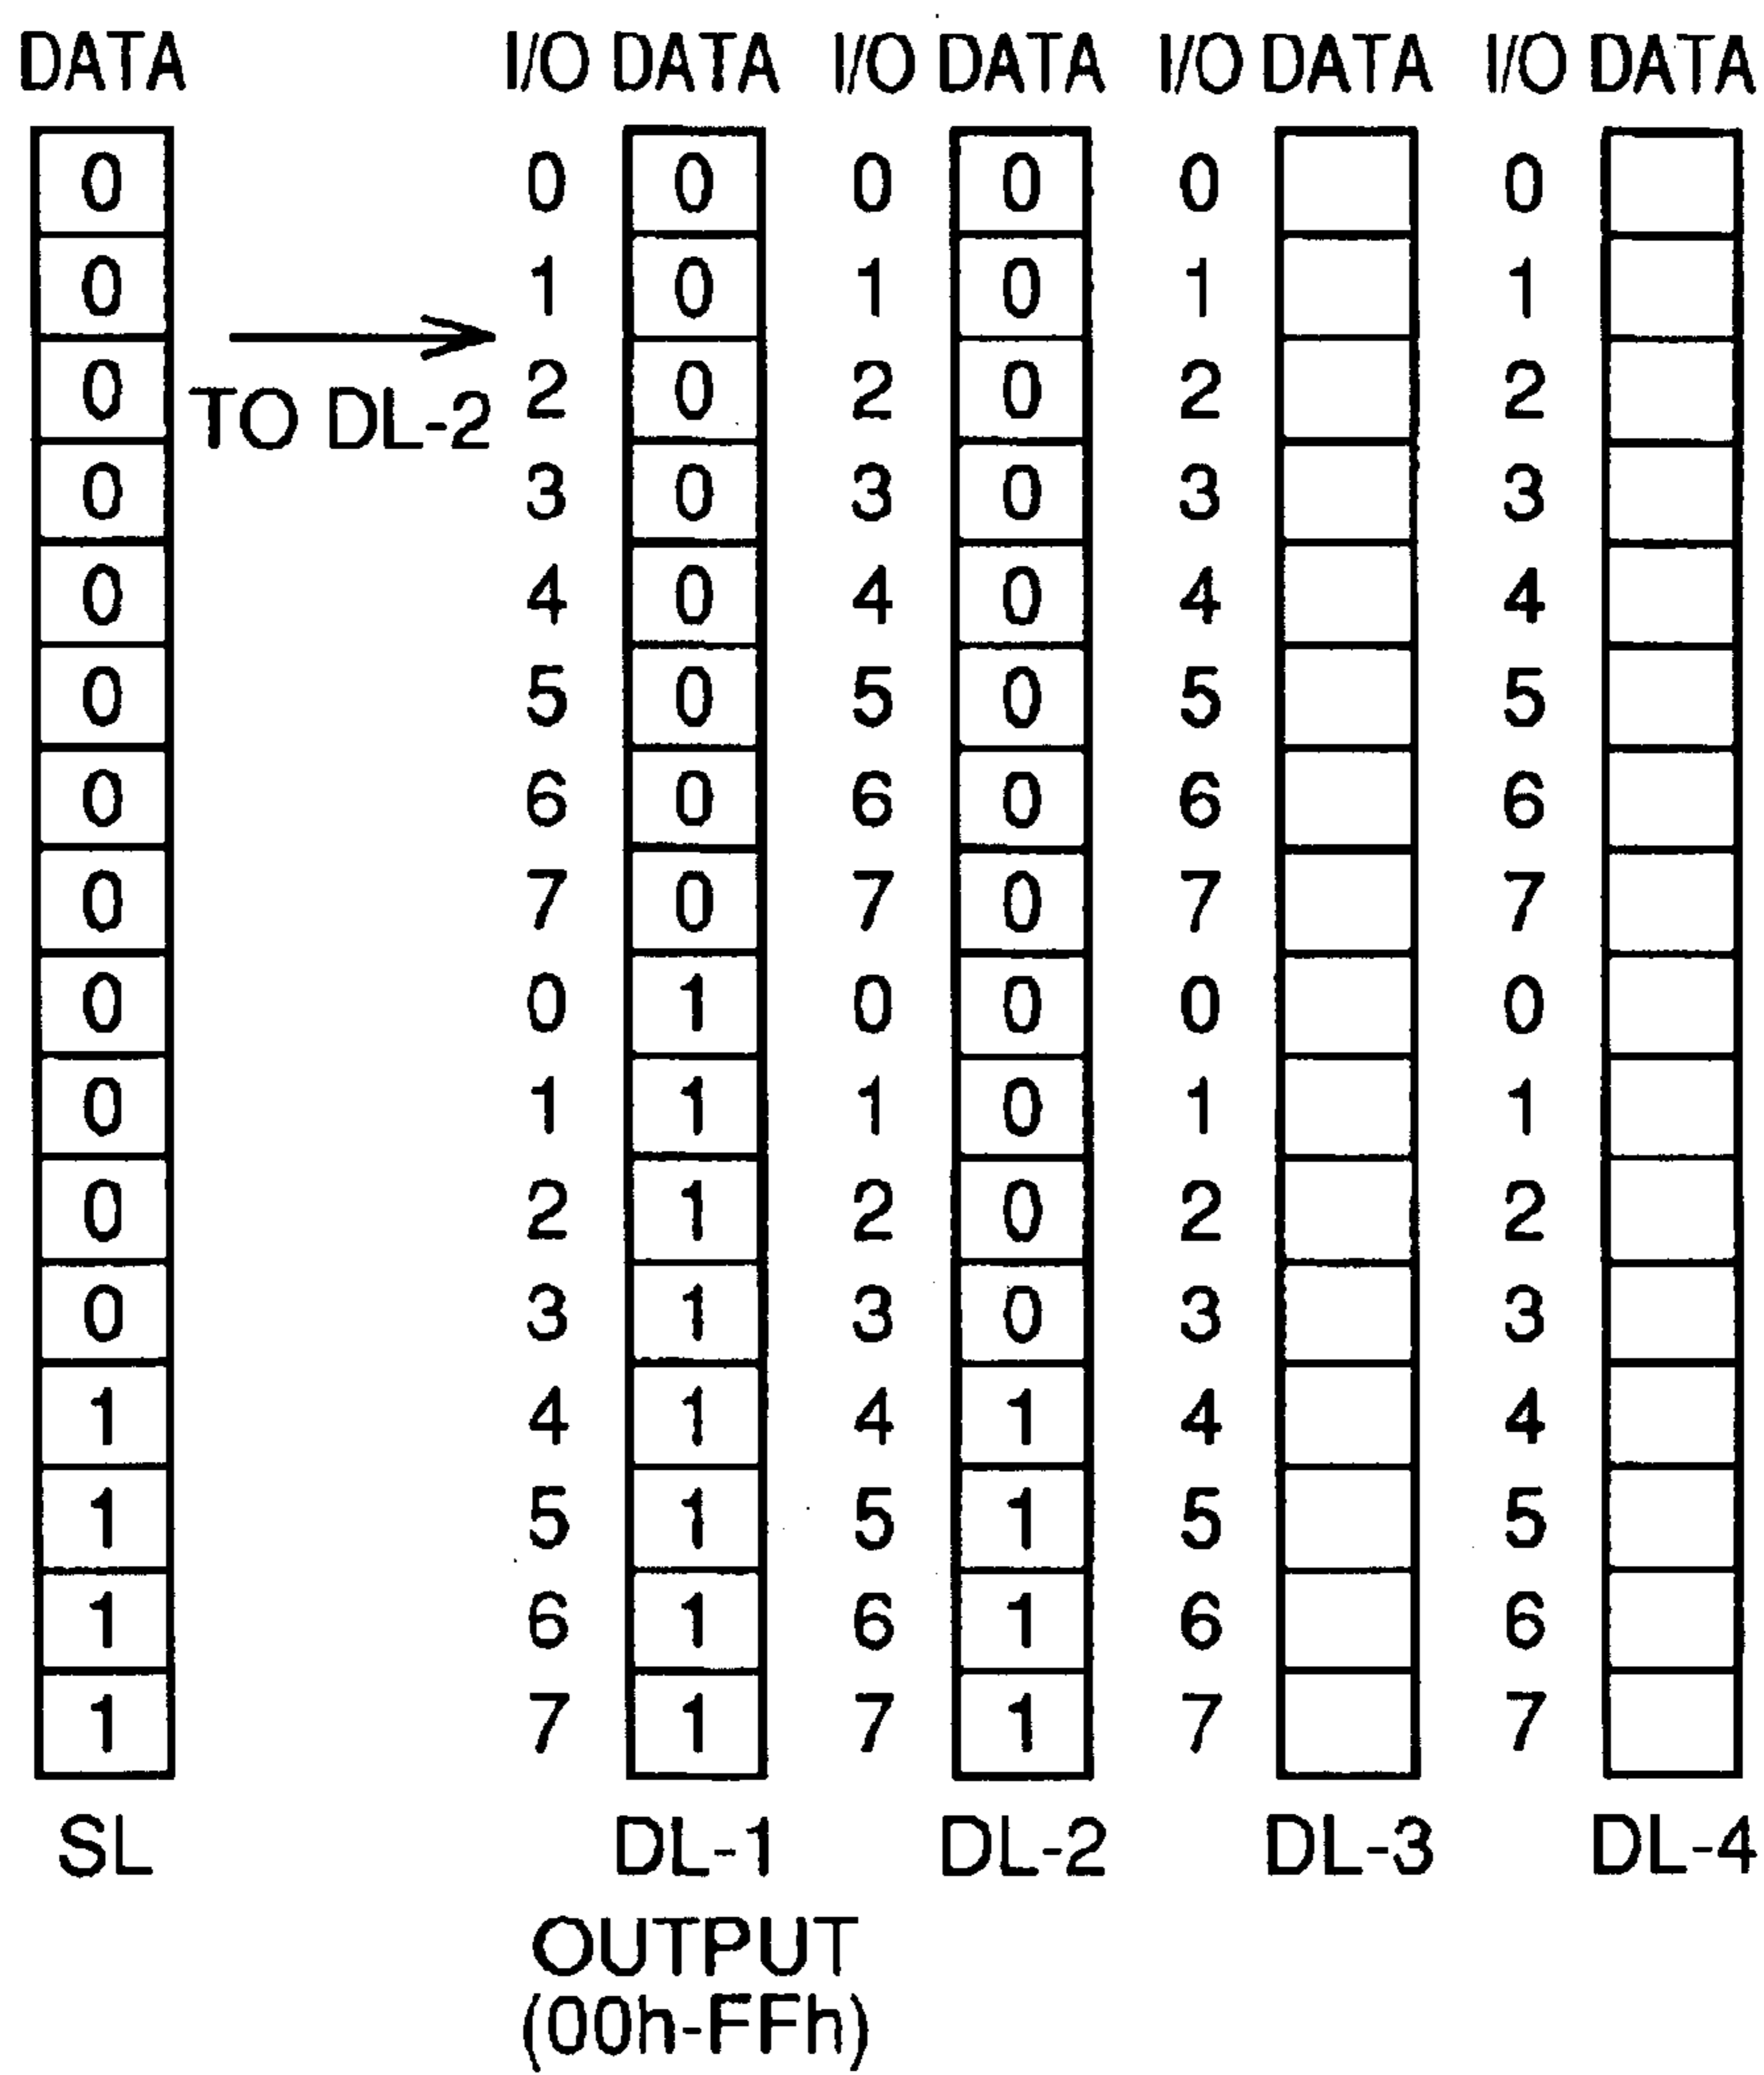 DATA I/O DATA I/O DATA I/O DATA I/O DATA
0 0 0 0 0 0 0
0 1 0 1 0 1 1
TO DL-2
0 2 0 2 0 2 2
0 3 0 3 0 3 3
0 4 0 4 0 4 4
0 5 0 5 0 5 5
0 6 0 6 0 6 6
0 7 0 7 0 7 7
0 0 1 0 0 0 0
0 1 1 1 0 1 1
0 2 1 2 0 2 2
0 3 1 3 0 3 3
1 4 1 4 1 4 4
1 5 1 5 1 5 5
1 6 1 6 1 6 6
1 7 1 7 1 7 7
SL DL-1 DL-2 DL-3 DL-4
OUTPUT
(00h-FFh)